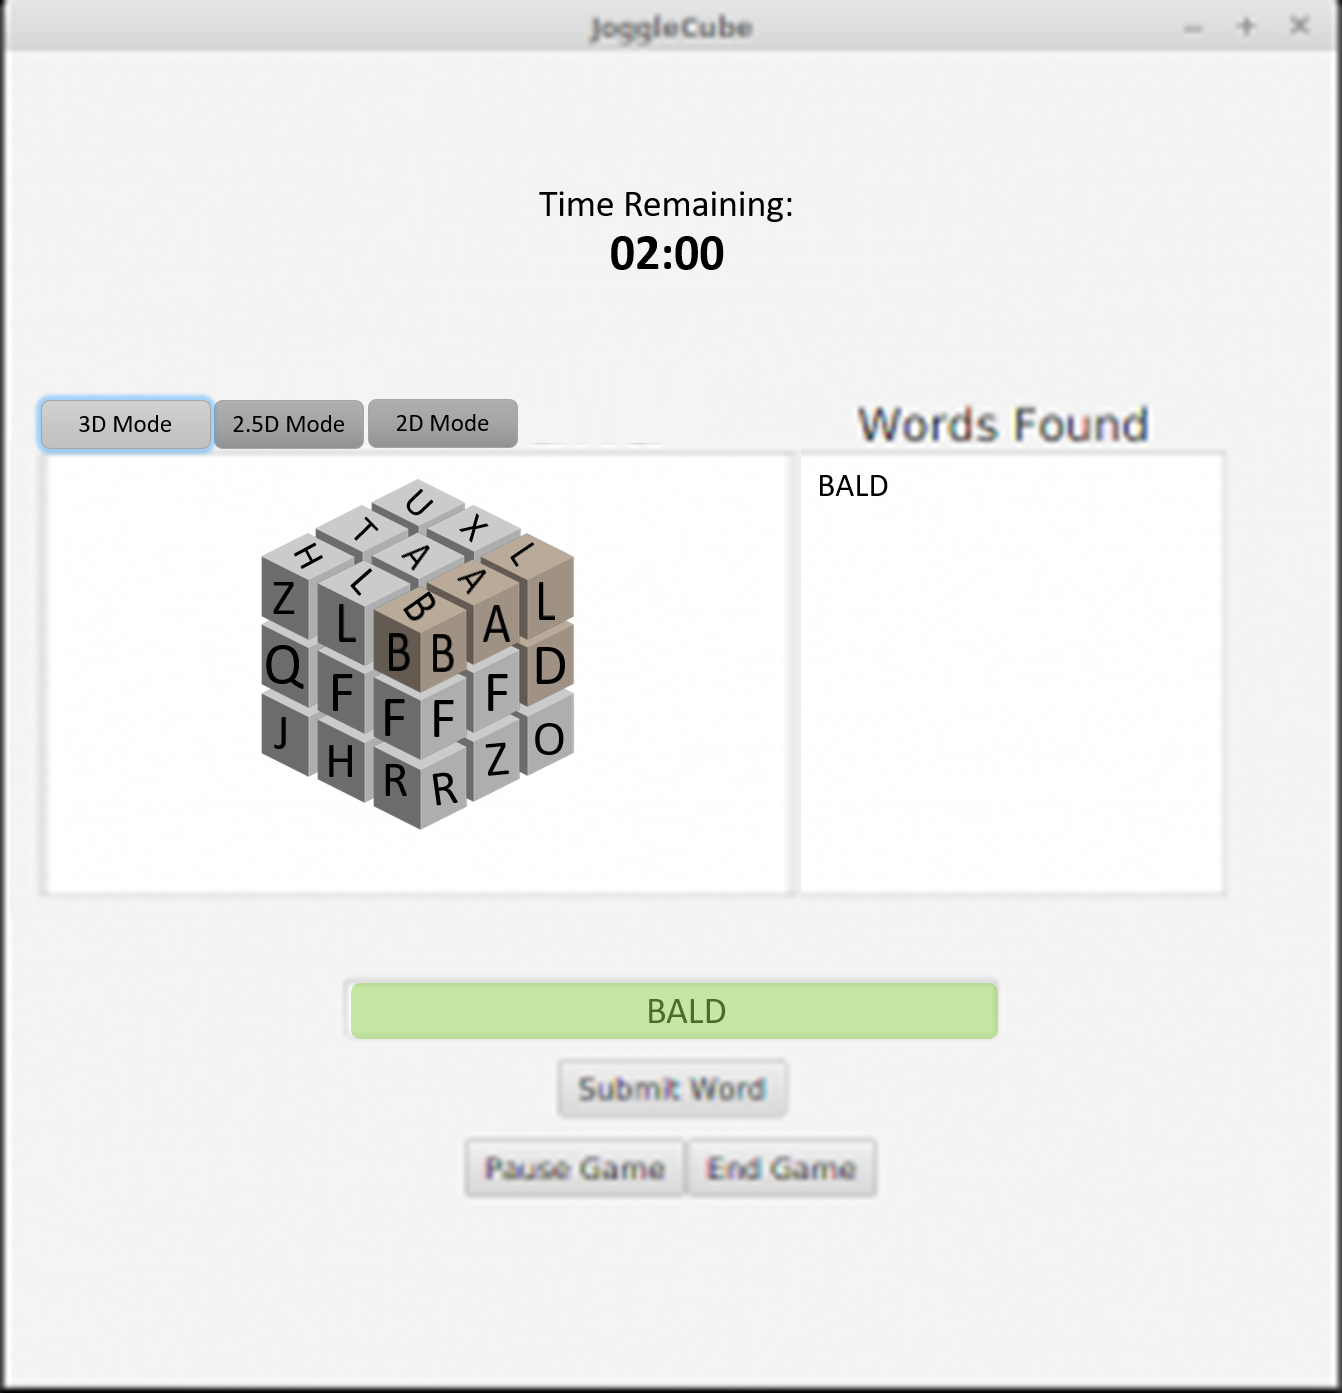 JoggleCube
Time Remaining:
02:00
3D Mode 2.5D Mode 2D Mode
Words Found
BALD
U
T X
H A L
L A
B
Z L B B A L
Q F F F F D
J H R R Z O
BALD
Submit Word
Pause Game End Game